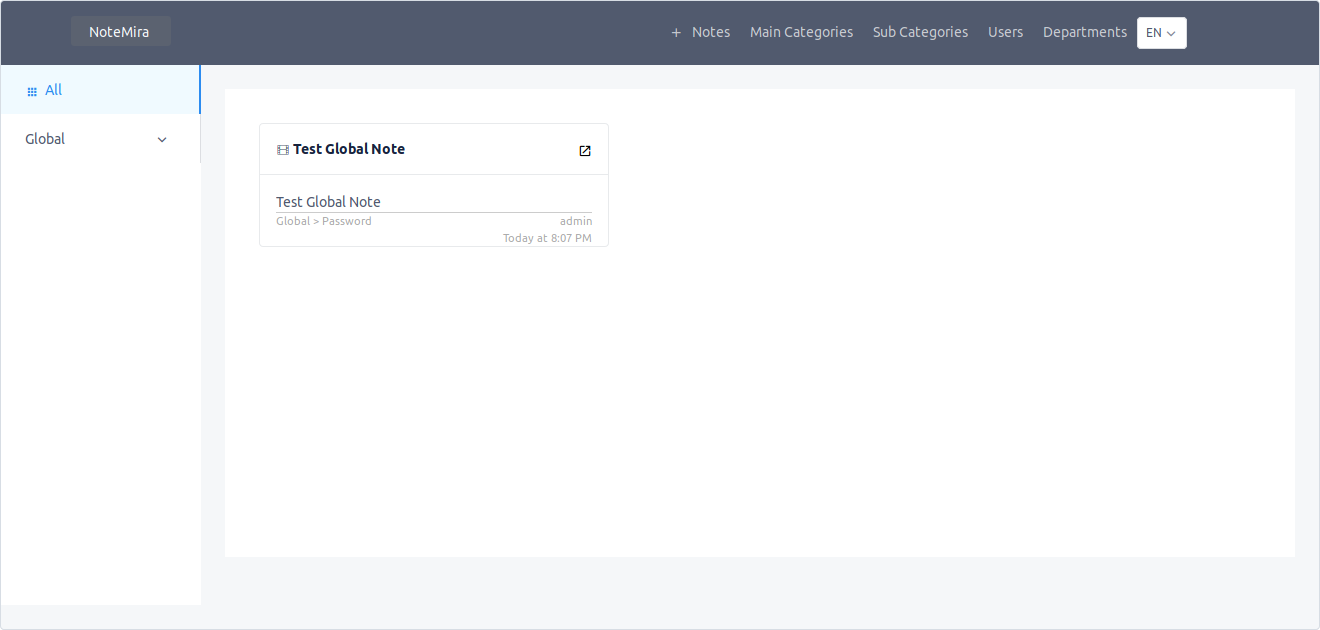 NoteMira
+ Notes Main Categories Sub Categories Users Departments EN
All
Global
Test Global Note
Test Global Note
Global > Password admin
Today at 8:07 PM